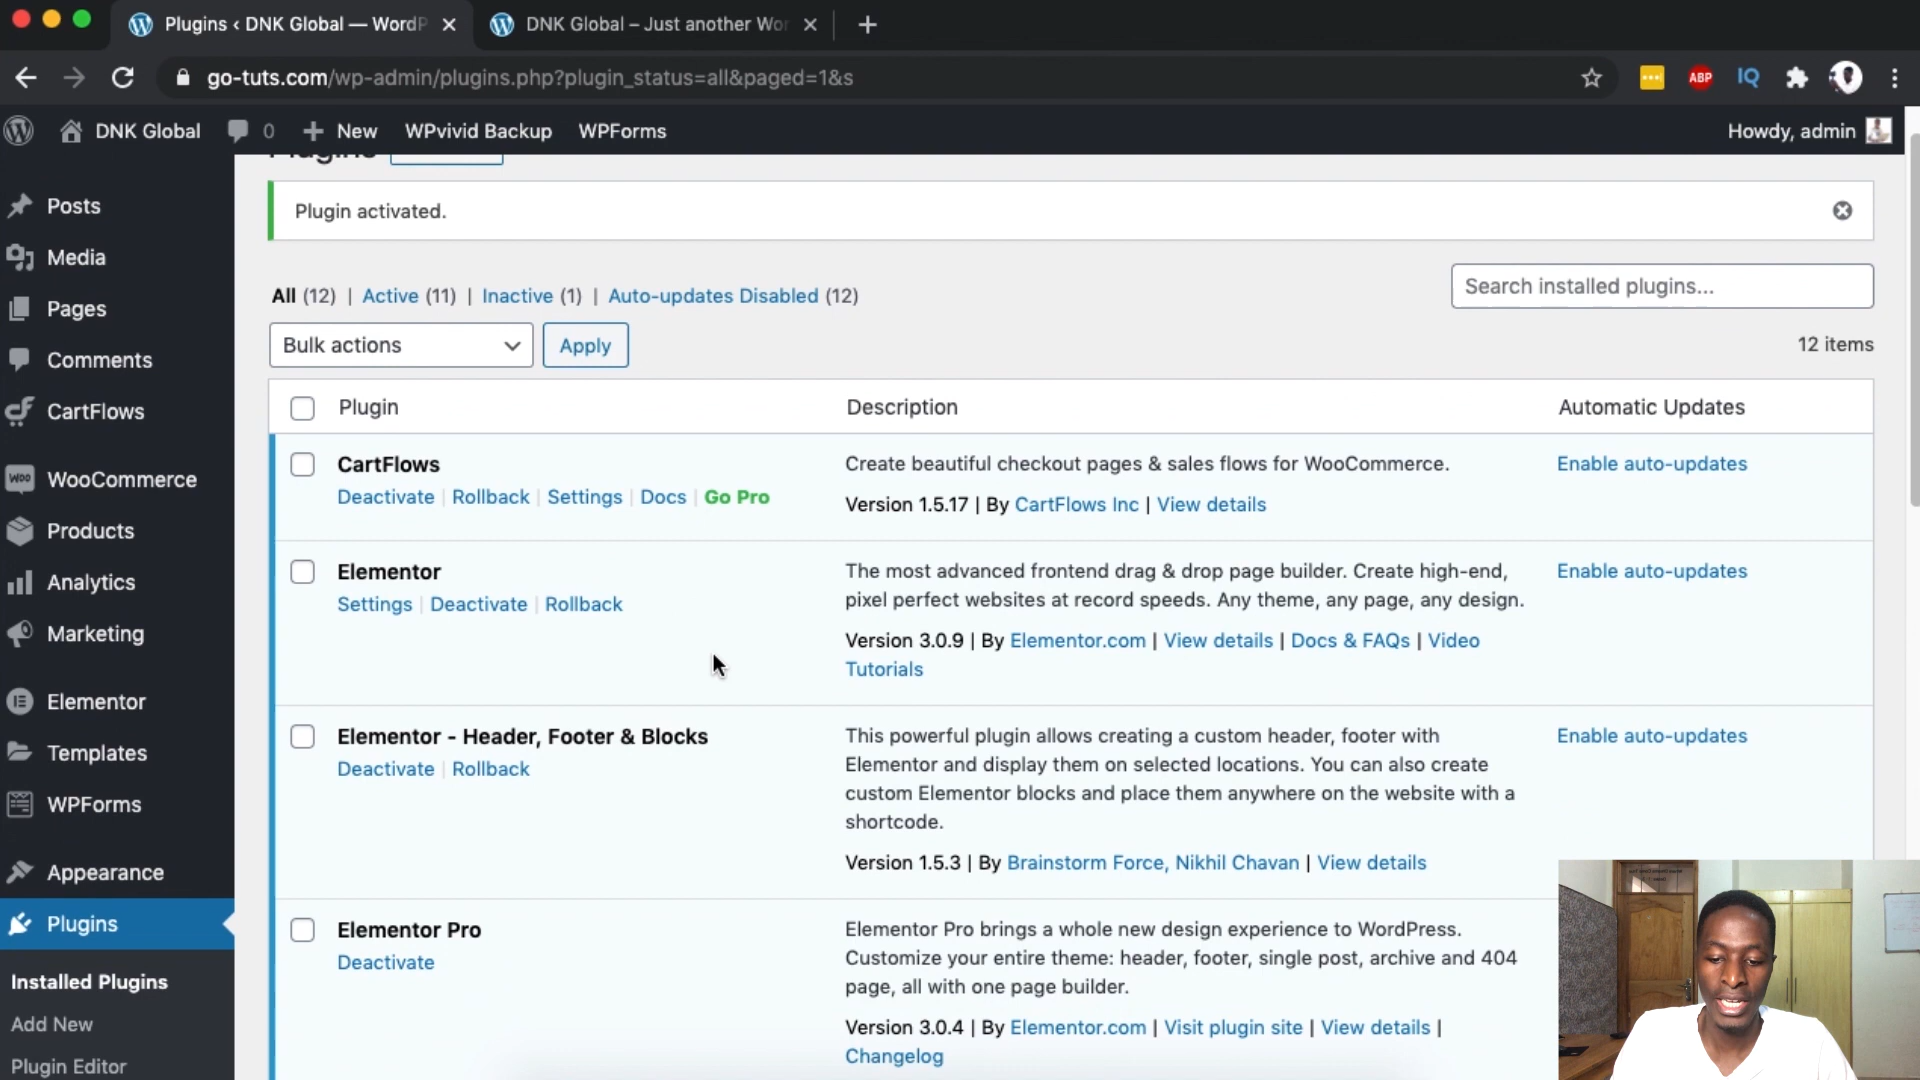 Plugins ‹ DNK Global — WordP
DNK Global – Just another Wor
go-tuts.com/wp-admin/plugins.php?plugin_status=all&paged=1&s
ABP
IQ
DNK Global
0
New
WPvivid Backup
WPForms
Howdy, admin
Plugins
Posts
Media
Pages
Comments
CartFlows
WooCommerce
Products
Analytics
Marketing
Elementor
Templates
WPForms
Appearance
Plugins
Installed Plugins
Add New
Plugin Editor
Plugin activated.
All (12) | Active (11) | Inactive (1) | Auto-updates Disabled (12)
Search installed plugins...
Bulk actions
Apply
12 items
Plugin
Description
Automatic Updates
CartFlows
Deactivate | Rollback | Settings | Docs | Go Pro
Create beautiful checkout pages & sales flows for WooCommerce.
Version 1.5.17 | By CartFlows Inc | View details
Enable auto-updates
Elementor
Settings | Deactivate | Rollback
The most advanced frontend drag & drop page builder. Create high-end,
pixel perfect websites at record speeds. Any theme, any page, any design.
Version 3.0.9 | By Elementor.com | View details | Docs & FAQs | Video
Tutorials
Enable auto-updates
Elementor - Header, Footer & Blocks
Deactivate | Rollback
This powerful plugin allows creating a custom header, footer with
Elementor and display them on selected locations. You can also create
custom Elementor blocks and place them anywhere on the website with a
shortcode.
Version 1.5.3 | By Brainstorm Force, Nikhil Chavan | View details
Enable auto-updates
Elementor Pro
Deactivate
Elementor Pro brings a whole new design experience to WordPress.
Customize your entire theme: header, footer, single post, archive and 404
page, all with one page builder.
Version 3.0.4 | By Elementor.com | Visit plugin site | View details |
Changelog